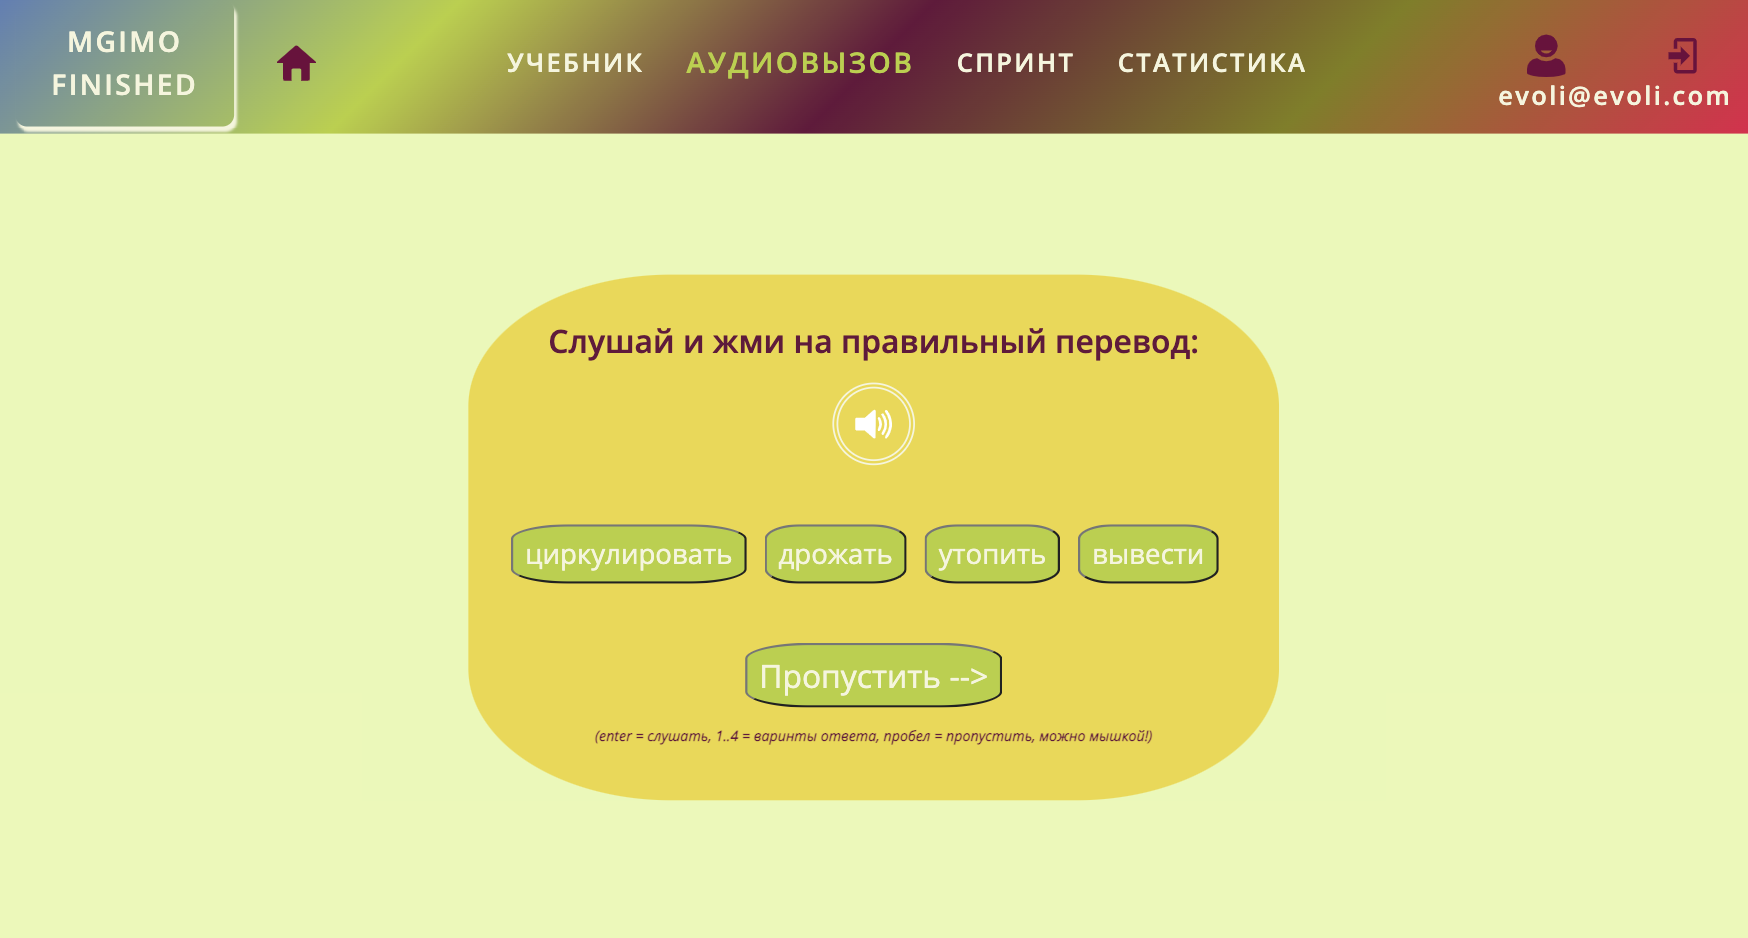 MGIMO
FINISHED
УЧЕБНИК
АУДИОВЫЗОВ
СПРИНТ
СТАТИСТИКА
evoli@evoli.com
Слушай и жми на правильный перевод:
циркулировать
дрожать
утопить
вывести
Пропустить -->
(enter = слушать, 1..4 = варинты ответа, пробел = пропустить, можно мышкой!)